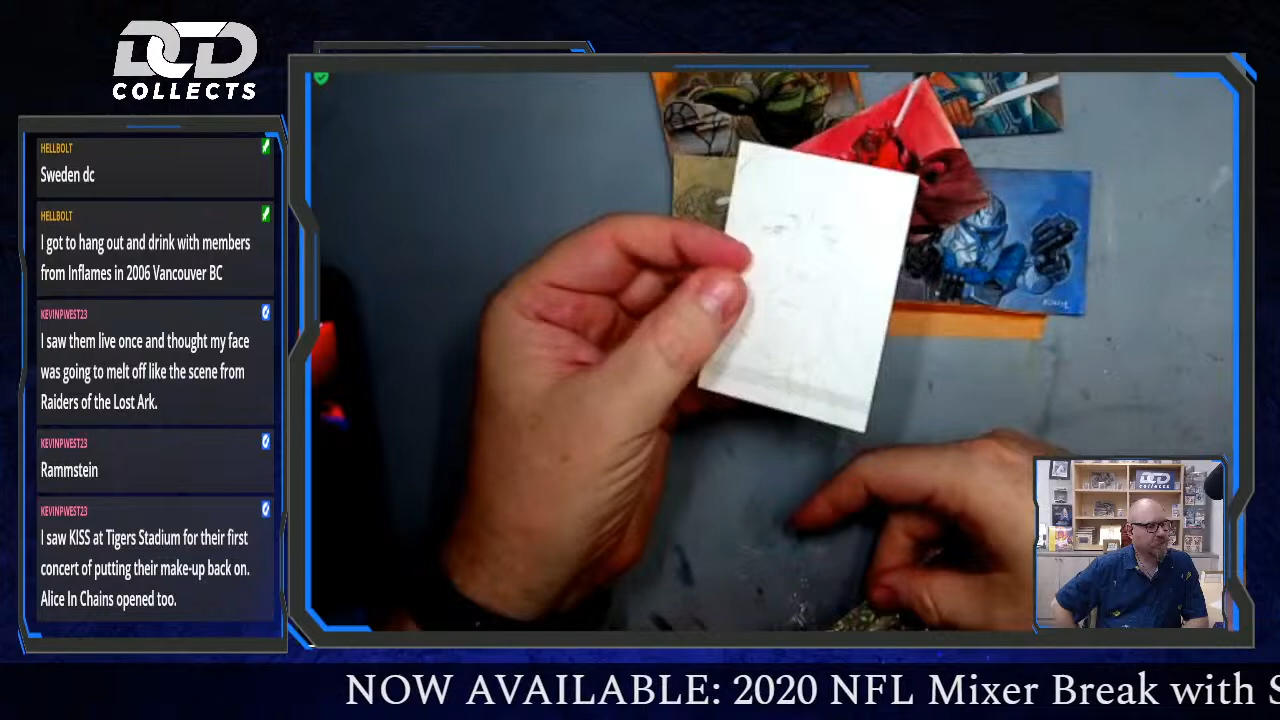 DCD
COLLECTS
HELLBOLT
Sweden dc
HELLBOLT
I got to hang out and drink with members
from Inflames in 2006 Vancouver BC
KEVINPWEST23
I saw them live once and thought my face
was going to melt off like the scene from
Raiders of the Lost Ark.
KEVINPWEST23
Rammstein
KEVINPWEST23
I saw KISS at Tigers Stadium for their first
concert of putting their make-up back on.
Alice In Chains opened too.
DCD
COLLECTS
NOW AVAILABLE: 2020 NFL Mixer Break with S